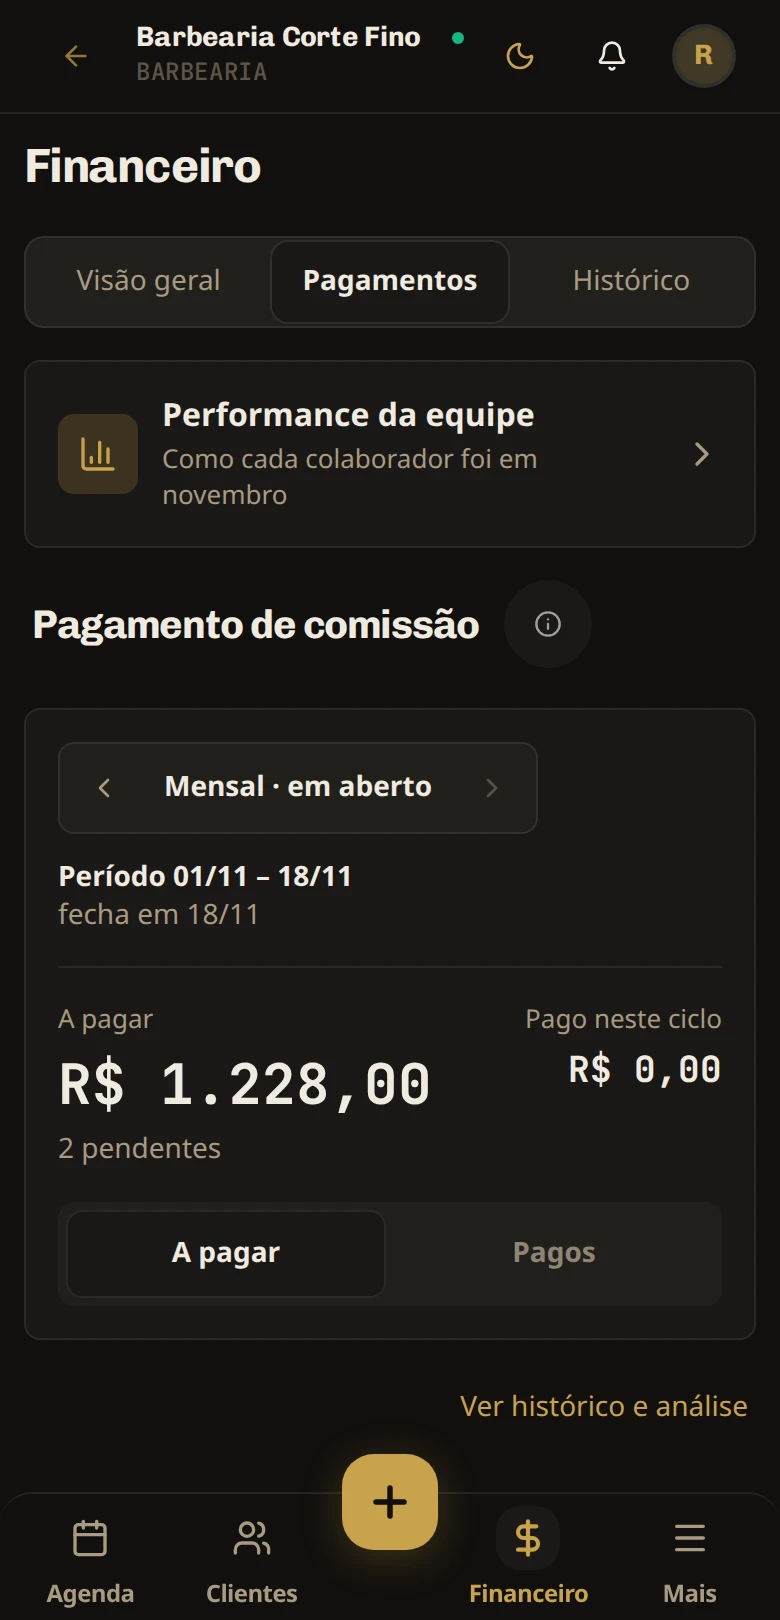 Barbearia Corte Fino
BARBEARIA
R
Financeiro
Visão geral
Pagamentos
Histórico
Performance da equipe
Como cada colaborador foi em
novembro
Pagamento de comissão
Mensal · em aberto
Período 01/11 – 18/11
fecha em 18/11
A pagar
Pago neste ciclo
R$ 1.228,00
R$ 0,00
2 pendentes
A pagar
Pagos
Ver histórico e análise
Agenda
Clientes
Financeiro
Mais